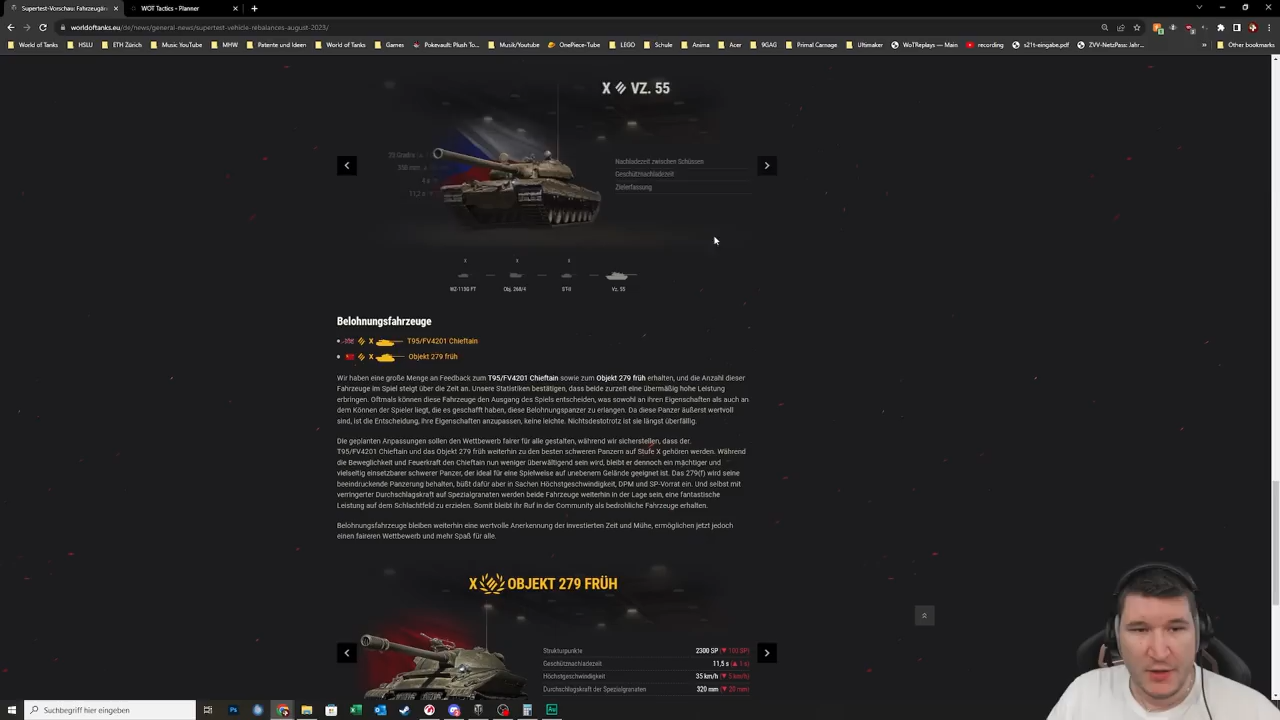 Supertest-Vorschau: Fahrzeugän
WOT Tactics - Planner
worldoftanks.eu/de/news/general-news/supertest-vehicle-rebalances-august-2023/
World of Tanks
HSLU
ETH Zürich
Music YouTube
MHW
Patente und Ideen
World of Tanks
Games
Pokevault: Plush To...
Musik/Youtube
OnePiece-Tube
LEGO
Schule
Anima
Acer
9GAG
Primal Carnage
Ultimaker
WoTReplays — Main
recording
s21t-eingabe.pdf
ZVV-NetzPass: Jahr...
Other bookmarks
X VZ. 55
Nachladezeit zwischen Schüssen
Geschütznachladezeit
4 s
Zielerfassung
11,2 s
X
X
X
WZ-113G FT
Obj. 268/4
ST-II
Vz. 55
Belohnungsfahrzeuge
X T95/FV4201 Chieftain
X Objekt 279 früh
Wir haben eine große Menge an Feedback zum T95/FV4201 Chieftain sowie zum Objekt 279 früh erhalten, und die Anzahl dieser
Fahrzeuge im Spiel steigt über die Zeit an. Unsere Statistiken bestätigen, dass beide zurzeit eine übermäßig hohe Leistung
erbringen. Oftmals können diese Fahrzeuge den Ausgang des Spiels entscheiden, was sowohl an ihren Eigenschaften als auch an
dem Können der Spieler liegt, die es geschafft haben, diese Belohnungspanzer zu erlangen. Da diese Panzer äußerst wertvoll
sind, ist die Entscheidung, ihre Eigenschaften anzupassen, keine leichte. Nichtsdestotrotz ist sie längst überfällig.
Die geplanten Anpassungen sollen den Wettbewerb fairer für alle gestalten, während wir sicherstellen, dass der
T95/FV4201 Chieftain und das Objekt 279 früh weiterhin zu den besten schweren Panzern auf Stufe X gehören werden. Während
die Beweglichkeit und Feuerkraft des Chieftain nun weniger überwältigend sein wird, bleibt er dennoch ein mächtiger und
vielseitig einsetzbarer schwerer Panzer, der ideal für eine Spielweise auf unebenem Gelände geeignet ist. Das 279(f) wird seine
beeindruckende Panzerung behalten, büßt dafür aber in Sachen Höchstgeschwindigkeit, DPM und SP-Vorrat ein. Und selbst mit
verringerter Durchschlagskraft auf Spezialgranaten werden beide Fahrzeuge weiterhin in der Lage sein, eine fantastische
Leistung auf dem Schlachtfeld zu erzielen. Somit bleibt ihr Ruf in der Community als bedrohliche Fahrzeuge erhalten.
Belohnungsfahrzeuge bleiben weiterhin eine wertvolle Anerkennung der investierten Zeit und Mühe, ermöglichen jetzt jedoch
einen faireren Wettbewerb und mehr Spaß für alle.
X OBJEKT 279 FRÜH
Strukturpunkte 2300 SP (▼ 100 SP)
Geschütznachladezeit 11,5 s (▲ 1 s)
Höchstgeschwindigkeit 35 km/h (▼ 5 km/h)
Durchschlagskraft der Spezialgranaten 320 mm (▼ 20 mm)
Suchbegriff hier eingeben